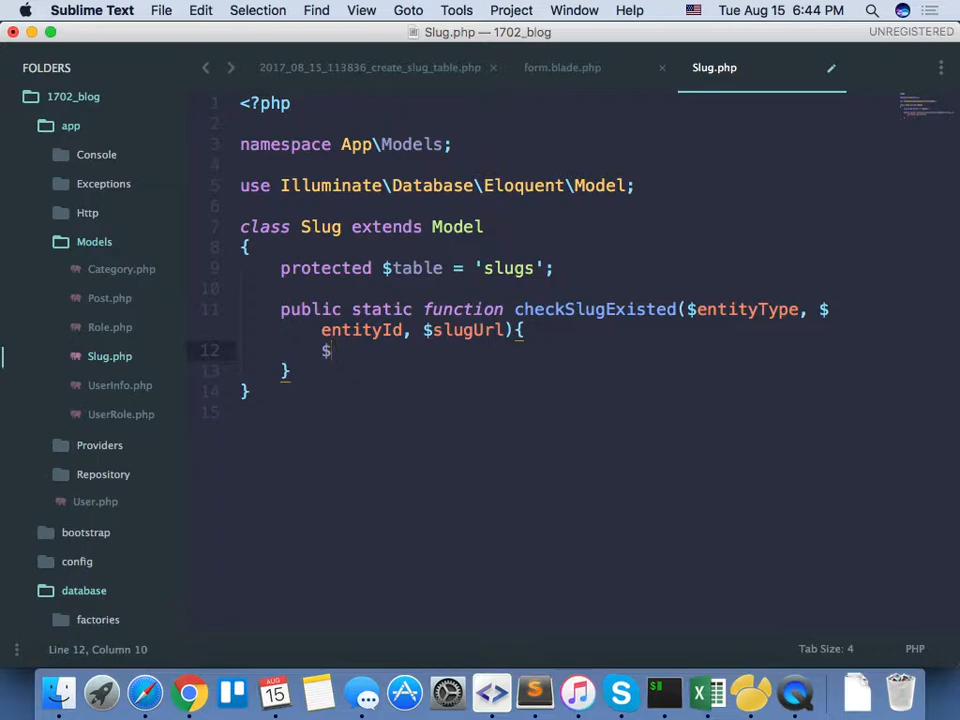 Sublime Text File Edit Selection Find View Goto Tools Project Window Help Tue Aug 15 6:44 PM
Slug.php — 1702_blog UNREGISTERED
FOLDERS
1702_blog
app
Console
Exceptions
Http
Models
Category.php
Post.php
Role.php
Slug.php
UserInfo.php
UserRole.php
Providers
Repository
User.php
bootstrap
config
database
factories
2017_08_15_113836_create_slug_table.php × form.blade.php × Slug.php
1 <?php
2
3 namespace App\Models;
4
5 use Illuminate\Database\Eloquent\Model;
6
7 class Slug extends Model
8 {
9 protected $table = 'slugs';
10
11 public static function checkSlugExisted($entityType, $
entityId, $slugUrl){
12 $
13 }
14 }
15
Line 12, Column 10 Tab Size: 4 PHP
AUG
15